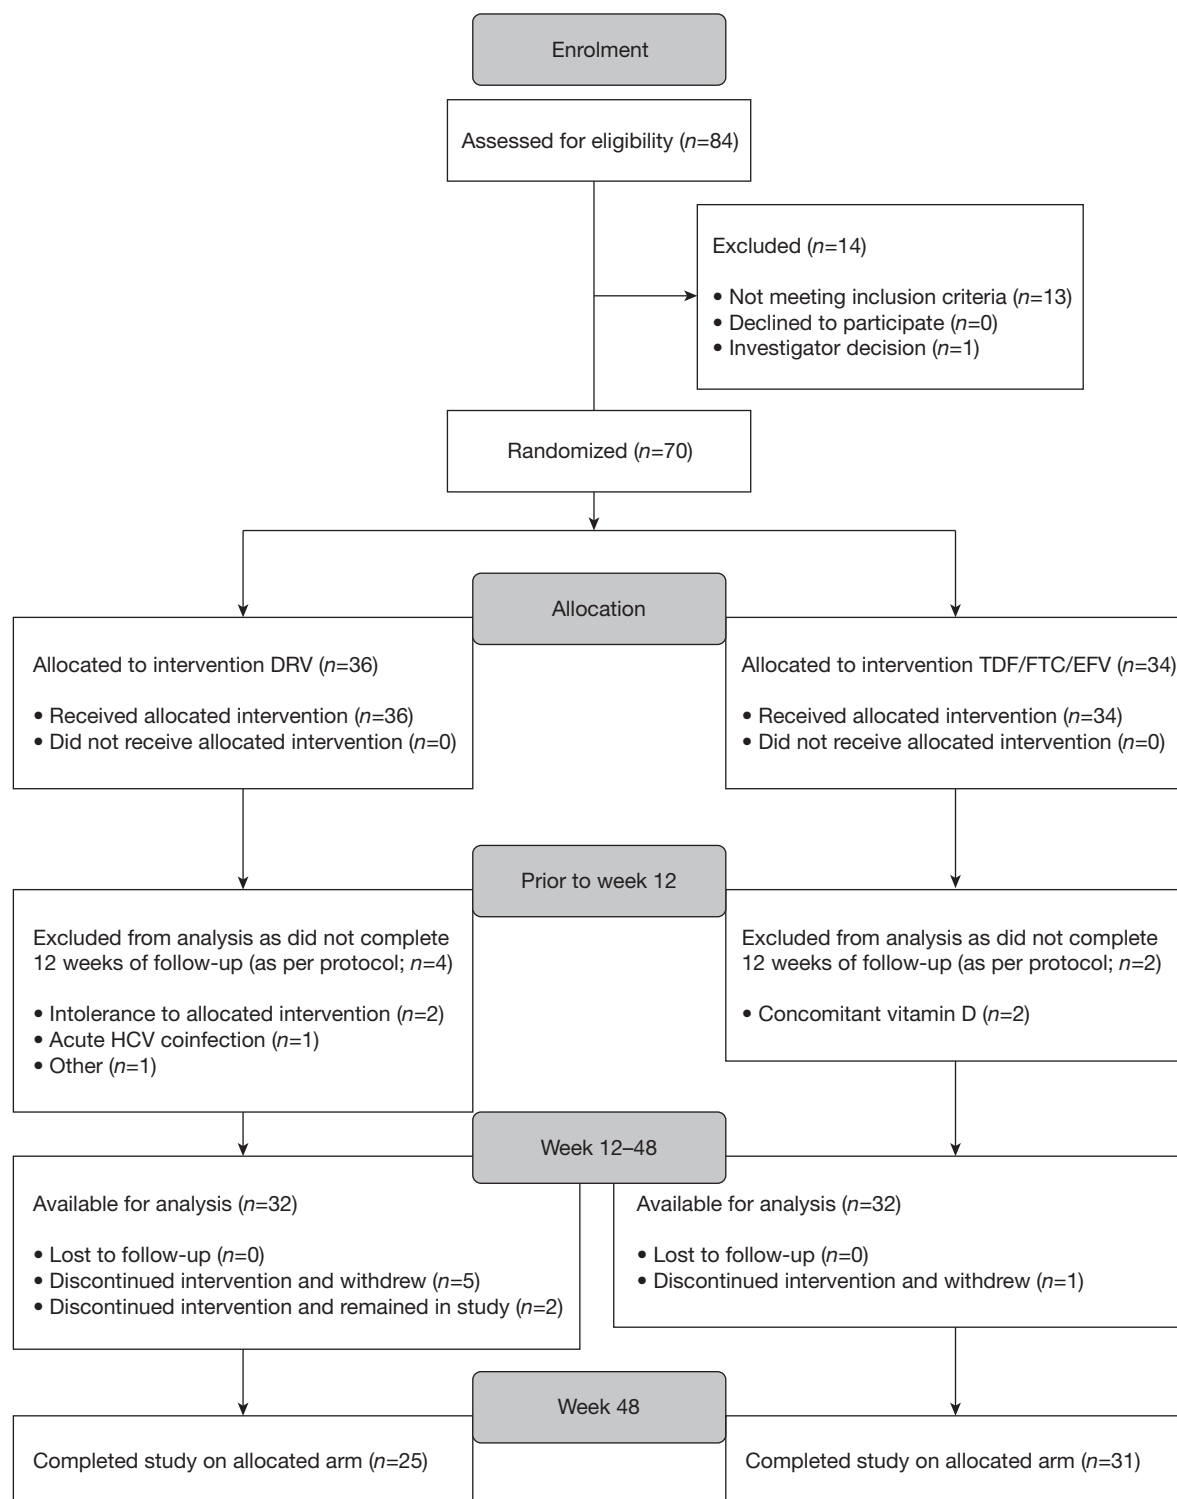 Enrolment
Assessed for eligibility (n=84)
Excluded (n=14)
• Not meeting inclusion criteria (n=13)
• Declined to participate (n=0)
• Investigator decision (n=1)
Randomized (n=70)
Allocation
Allocated to intervention DRV (n=36)
• Received allocated intervention (n=36)
• Did not receive allocated intervention (n=0)
Allocated to intervention TDF/FTC/EFV (n=34)
• Received allocated intervention (n=34)
• Did not receive allocated intervention (n=0)
Prior to week 12
Excluded from analysis as did not complete
12 weeks of follow-up (as per protocol; n=4)
• Intolerance to allocated intervention (n=2)
• Acute HCV coinfection (n=1)
• Other (n=1)
Excluded from analysis as did not complete
12 weeks of follow-up (as per protocol; n=2)
• Concomitant vitamin D (n=2)
Week 12–48
Available for analysis (n=32)
• Lost to follow-up (n=0)
• Discontinued intervention and withdrew (n=5)
• Discontinued intervention and remained in study (n=2)
Available for analysis (n=32)
• Lost to follow-up (n=0)
• Discontinued intervention and withdrew (n=1)
Week 48
Completed study on allocated arm (n=25)
Completed study on allocated arm (n=31)